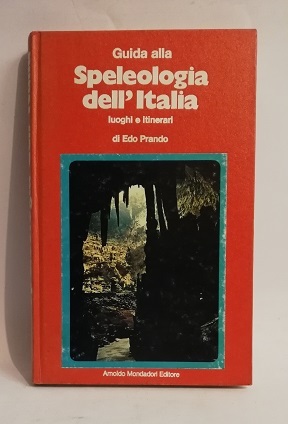 Guida alla
Speleologia
dell'Italia
luoghi e itinerari
di Edo Prando
Arnoldo Mondadori Editore